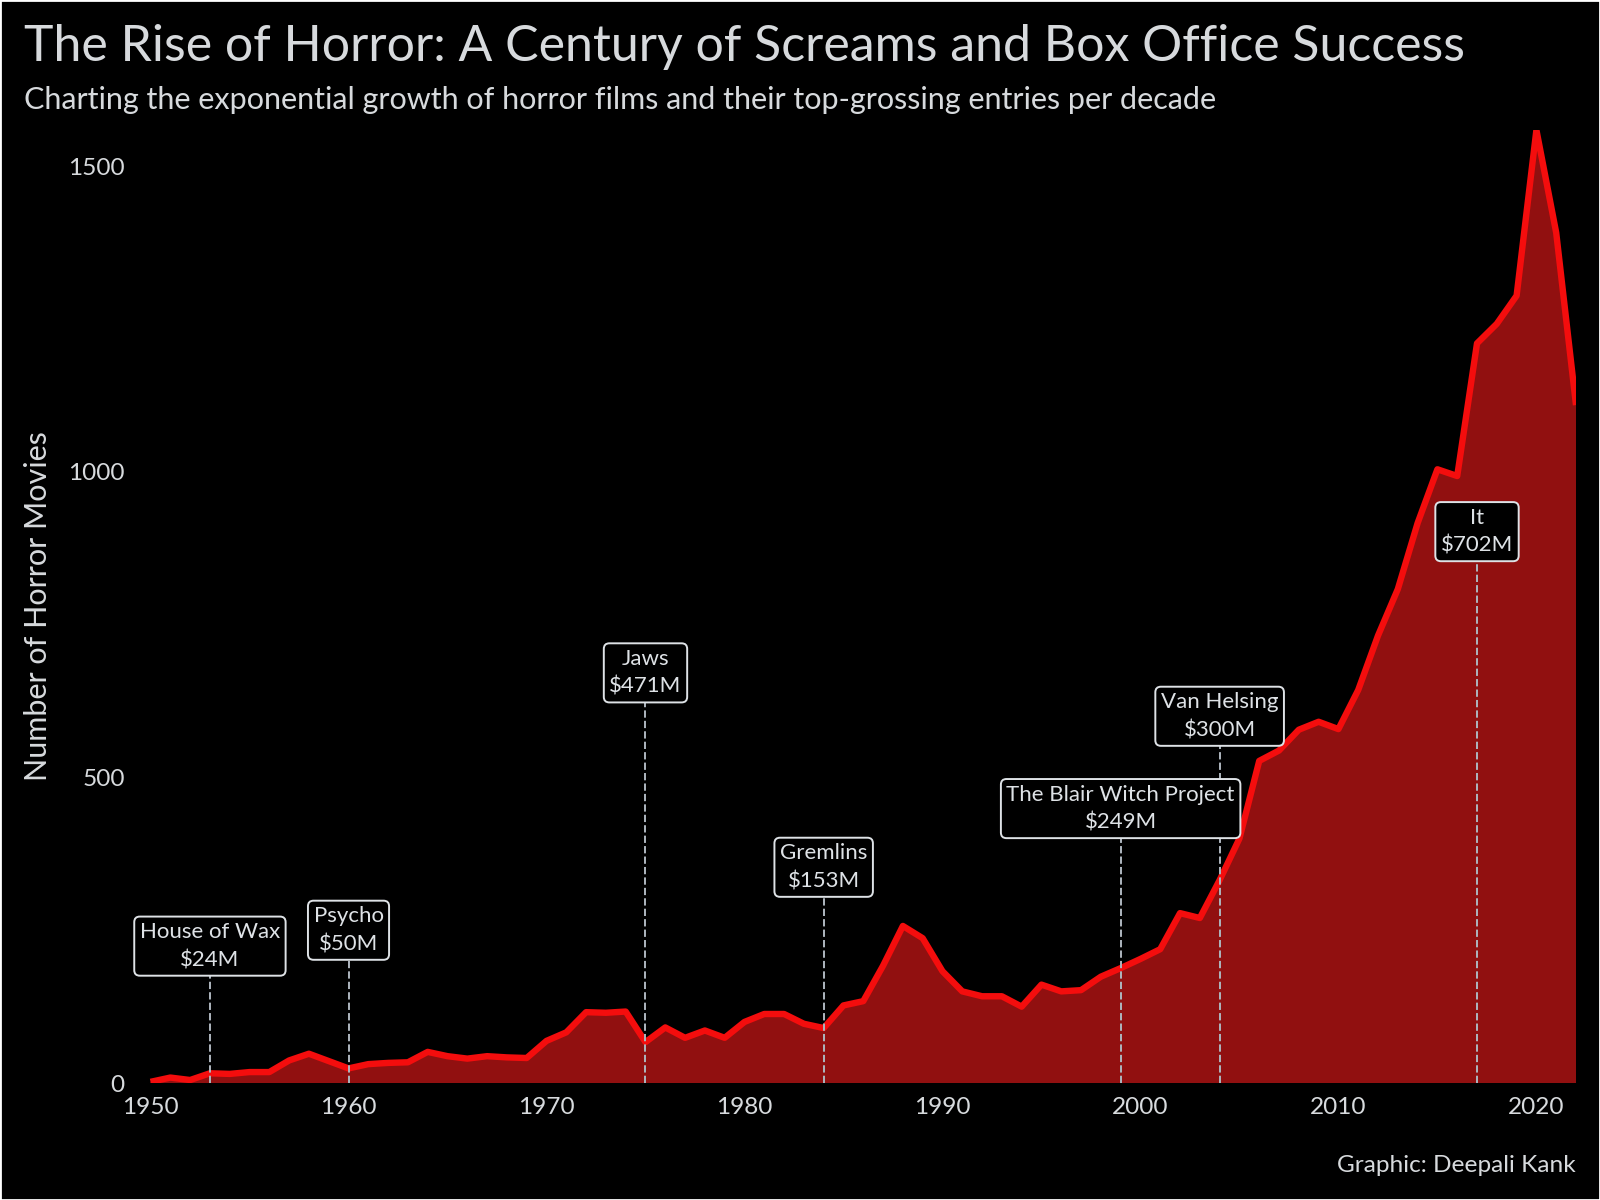 The Rise of Horror: A Century of Screams and Box Office Success
Charting the exponential growth of horror films and their top-grossing entries per decade
1500
1000
500
0
Number of Horror Movies
House of Wax
$24M
Psycho
$50M
Jaws
$471M
Gremlins
$153M
The Blair Witch Project
$249M
Van Helsing
$300M
It
$702M
1950
1960
1970
1980
1990
2000
2010
2020
Graphic: Deepali Kank